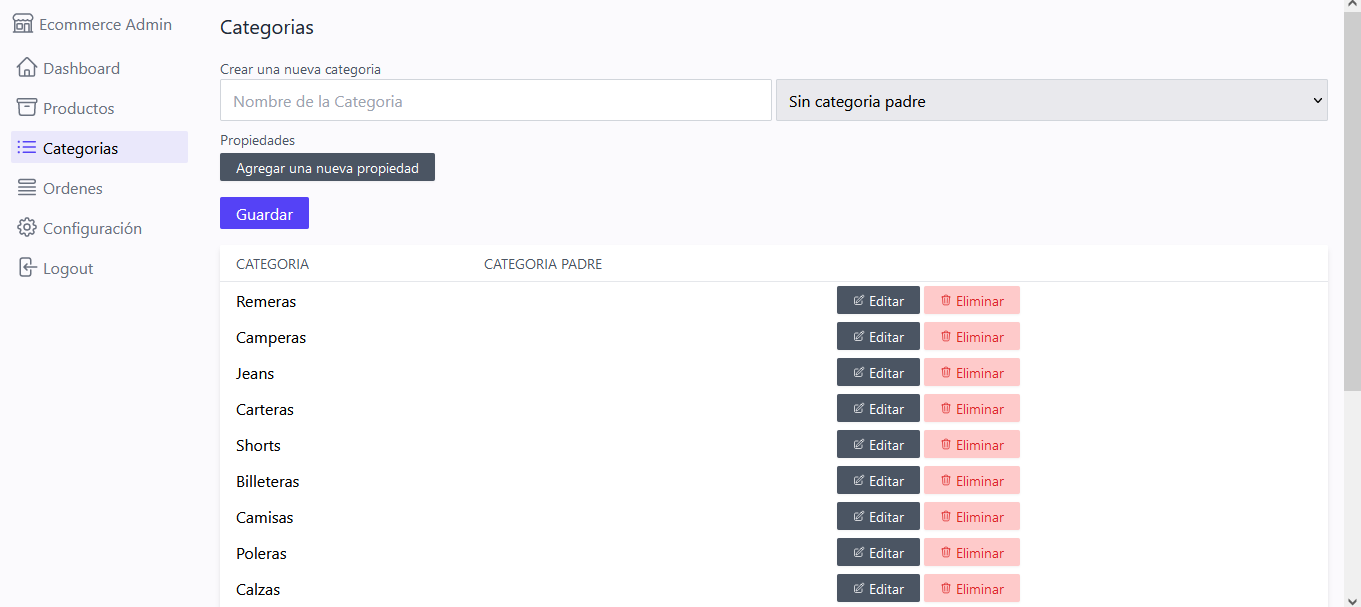 Ecommerce Admin
Dashboard
Productos
Categorias
Ordenes
Configuración
Logout
Categorias
Crear una nueva categoria
Nombre de la Categoria
Sin categoria padre
Propiedades
Agregar una nueva propiedad
Guardar
CATEGORIA CATEGORIA PADRE
Remeras Editar Eliminar
Camperas Editar Eliminar
Jeans Editar Eliminar
Carteras Editar Eliminar
Shorts Editar Eliminar
Billeteras Editar Eliminar
Camisas Editar Eliminar
Poleras Editar Eliminar
Calzas Editar Eliminar